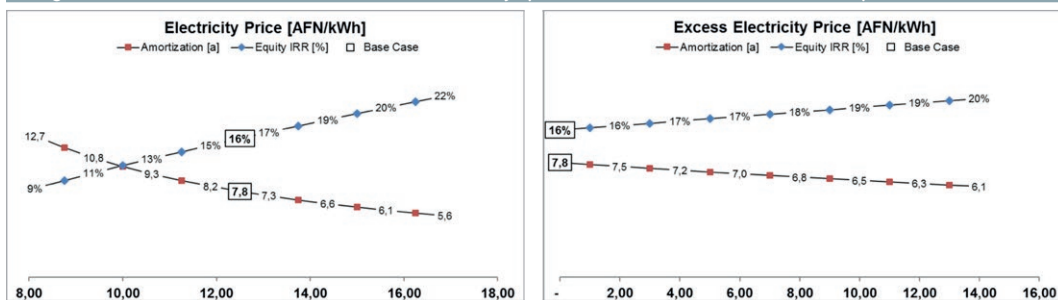 Electricity Price [AFN/kWh]
Amortization [a] Equity IRR [%] Base Case
22%
20%
19%
17%
16%
15%
13%
11%
9%
12,7
10,8
9,3
8,2
7,8
7,3
6,6
6,1
5,6
8,00 10,00 12,00 14,00 16,00 18,00
Excess Electricity Price [AFN/kWh]
Amortization [a] Equity IRR [%] Base Case
16% 16% 17% 17% 18% 19% 19% 20%
7,8 7,5 7,2 7,0 6,8 6,5 6,3 6,1
- 2,00 4,00 6,00 8,00 10,00 12,00 14,00 16,00